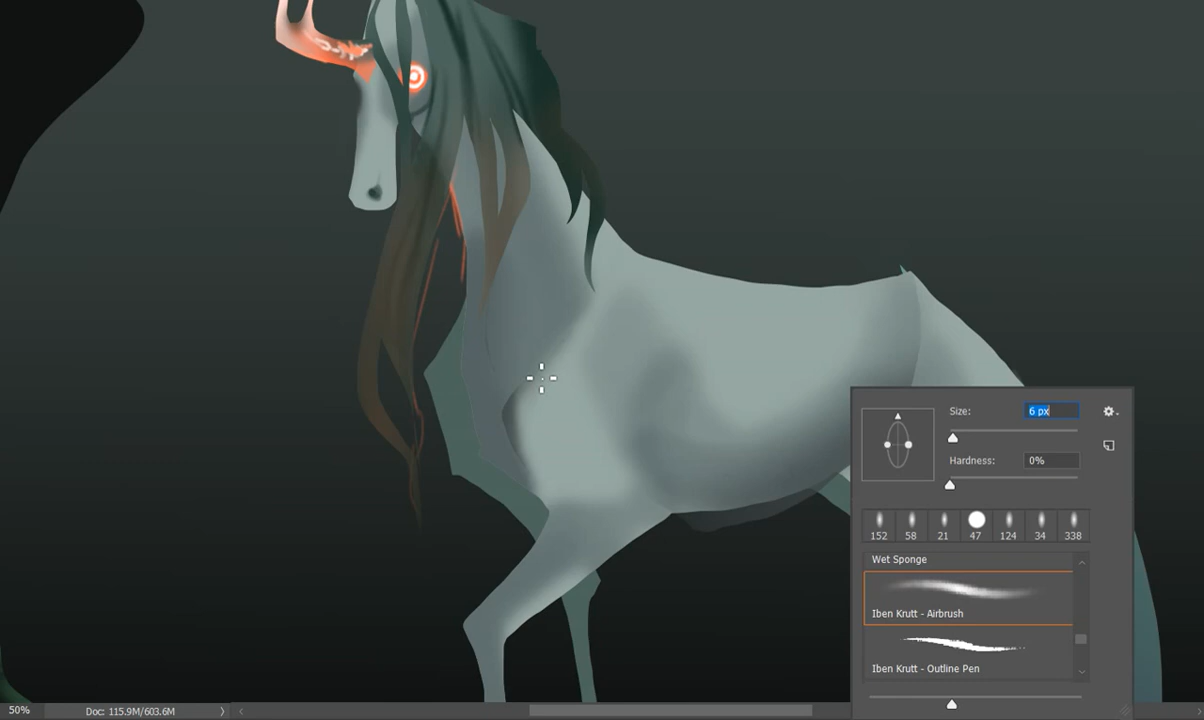 Size:
6 px
Hardness:
0%
152 58 21 47 124 34 338
Wet Sponge
Iben Krutt - Airbrush
Iben Krutt - Outline Pen
50%
Doc: 115.9M/603.6M